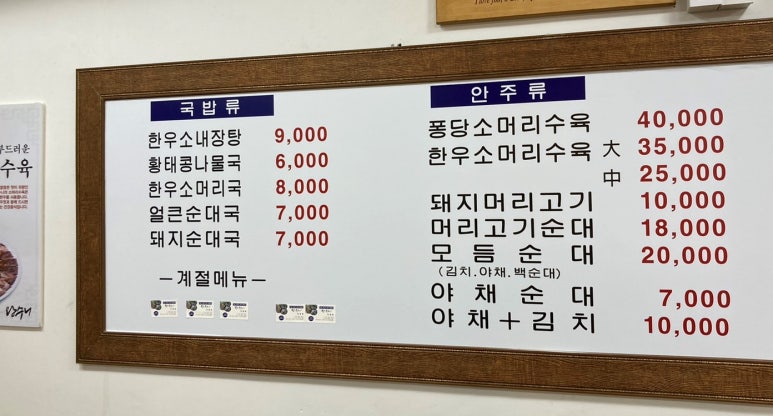 국밥류
한우소내장탕 9,000
황태콩나물국 6,000
한우소머리국 8,000
얼큰순대국 7,000
돼지순대국 7,000
-계절메뉴-
안주류
퐁당소머리수육 40,000
한우소머리수육 大 35,000
中 25,000
돼지머리고기 10,000
머리고기순대 18,000
모듬순대 20,000
(김치.야채.백순대)
야채순대 7,000
야채+김치 10,000
드러운
수육